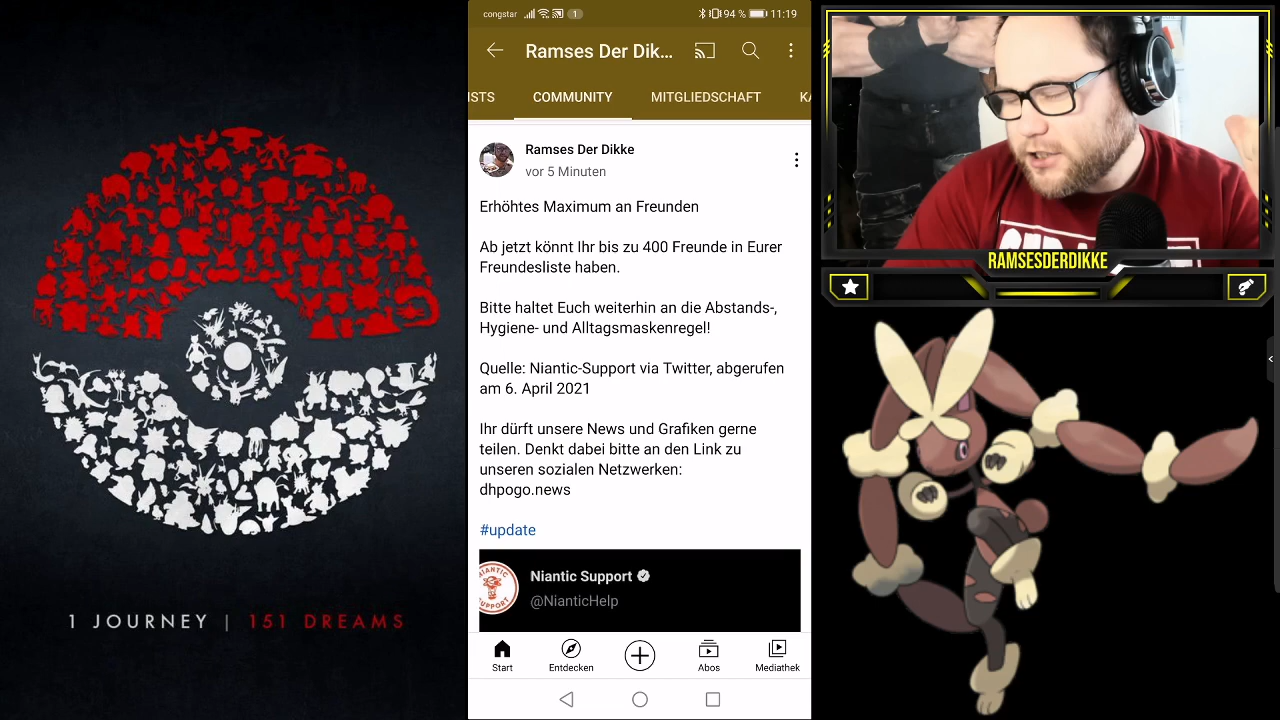 1 JOURNEY | 151 DREAMS
congstar
1
94 %
11:19
Ramses Der Dik...
ISTS
COMMUNITY
MITGLIEDSCHAFT
KA
Ramses Der Dikke
vor 5 Minuten
Erhöhtes Maximum an Freunden
Ab jetzt könnt Ihr bis zu 400 Freunde in Eurer
Freundesliste haben.
Bitte haltet Euch weiterhin an die Abstands-,
Hygiene- und Alltagsmaskenregel!
Quelle: Niantic-Support via Twitter, abgerufen
am 6. April 2021
Ihr dürft unsere News und Grafiken gerne
teilen. Denkt dabei bitte an den Link zu
unseren sozialen Netzwerken:
dhpogo.news
#update
NIANTIC
SUPPORT
Niantic Support
@NianticHelp
Start
Entdecken
Abos
Mediathek
RAMSESDERDIKKE